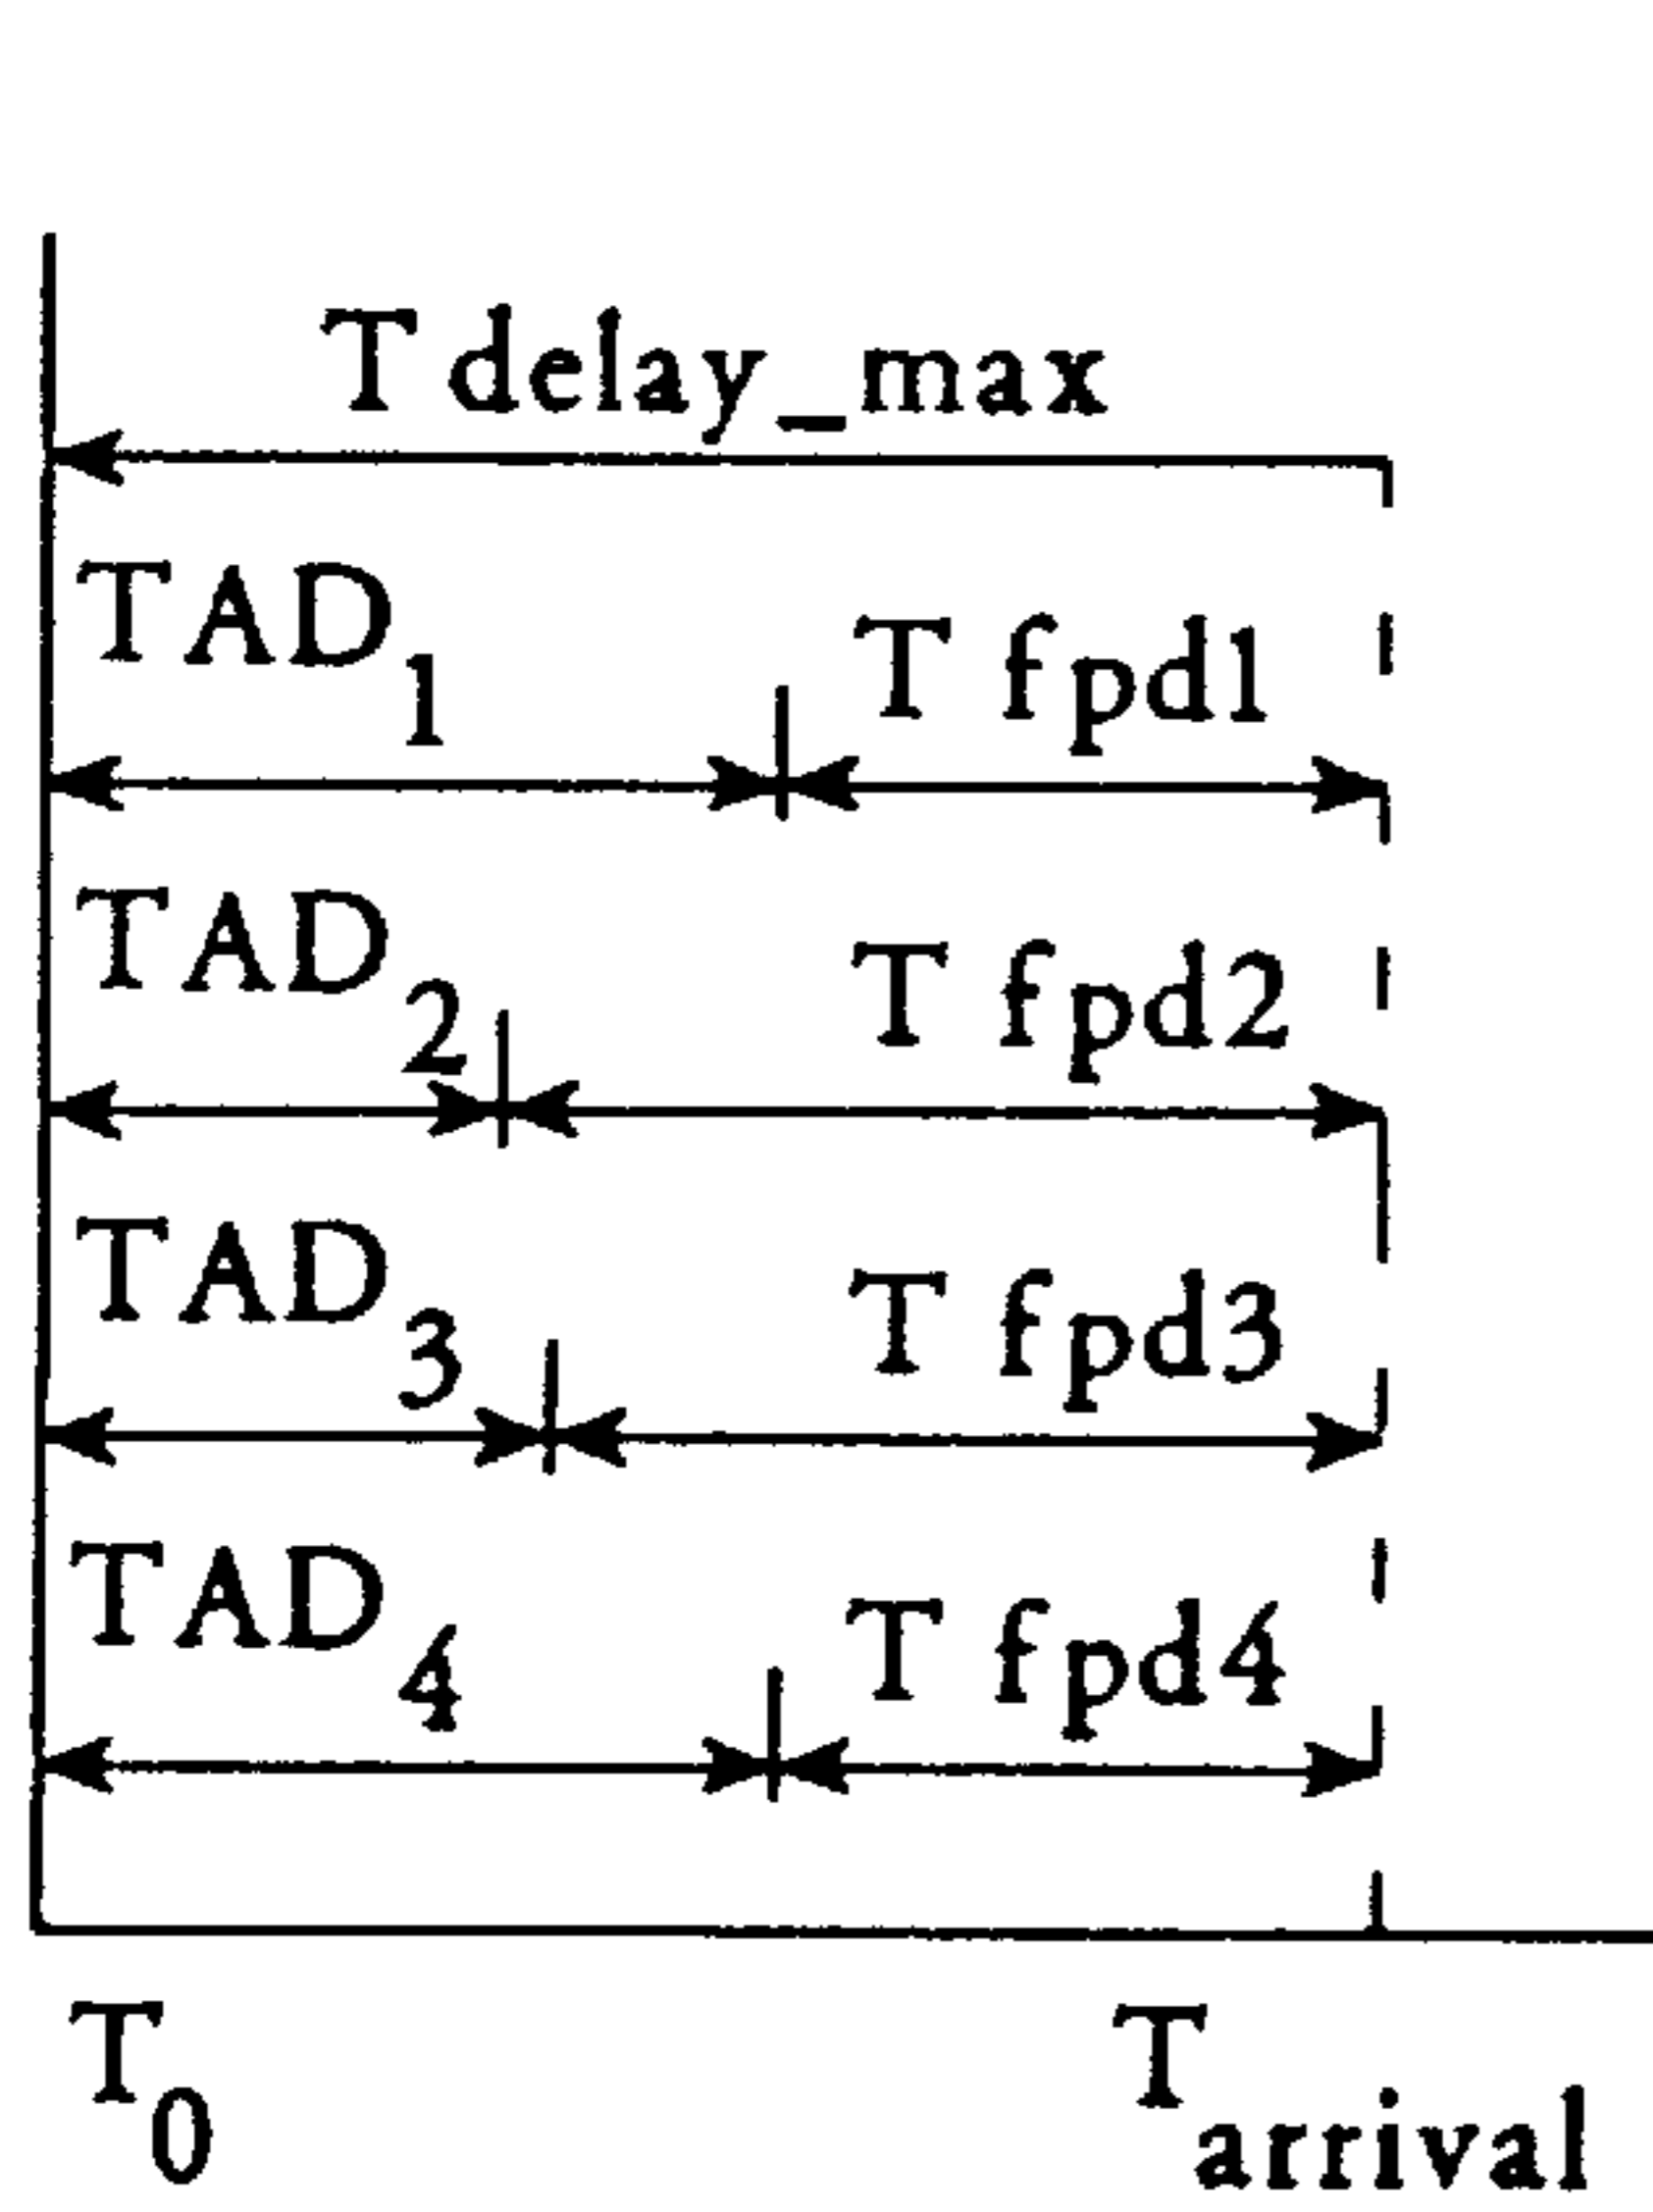 T delay_max
TAD1 T fpd1
TAD2 T fpd2
TAD3 T fpd3
TAD4 T fpd4
T0 Tarrival